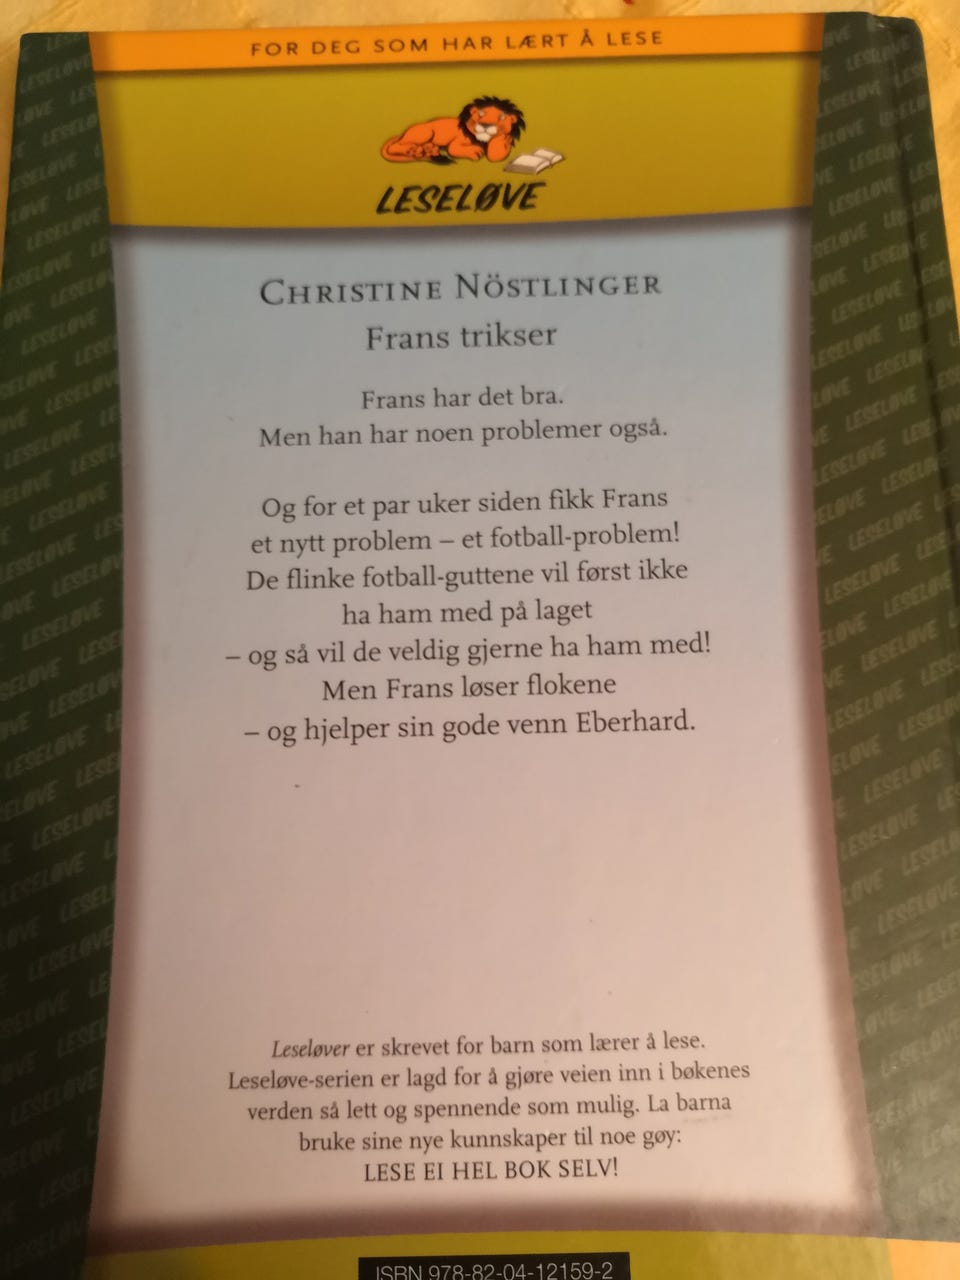 FOR DEG SOM HAR LÆRT Å LESE
LESELØVE
CHRISTINE NÖSTLINGER
Frans trikser
Frans har det bra.
Men han har noen problemer også.
Og for et par uker siden fikk Frans
et nytt problem – et fotball-problem!
De flinke fotball-guttene vil først ikke
ha ham med på laget
– og så vil de veldig gjerne ha ham med!
Men Frans løser flokene
– og hjelper sin gode venn Eberhard.
Leseløver er skrevet for barn som lærer å lese.
Leseløve-serien er lagd for å gjøre veien inn i bøkenes
verden så lett og spennende som mulig. La barna
bruke sine nye kunnskaper til noe gøy:
LESE EI HEL BOK SELV!
ISBN 978-82-04-12159-2